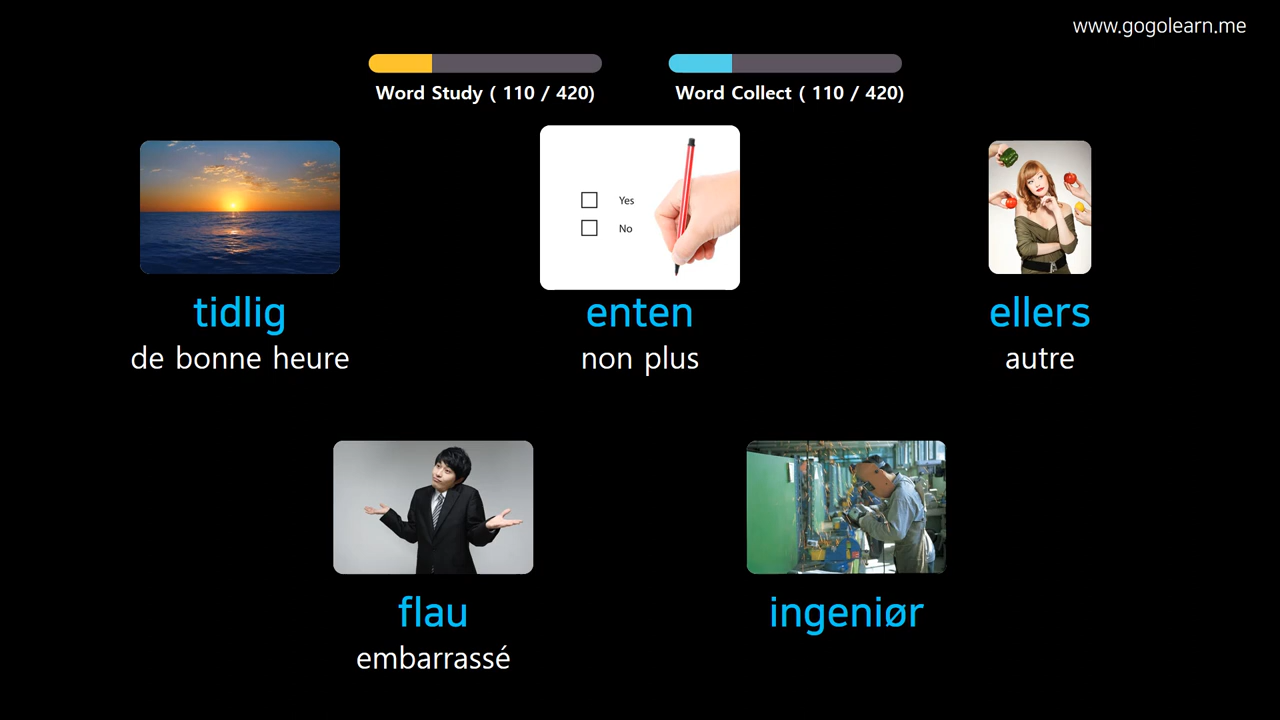 www.gogolearn.me
Word Study ( 110 / 420)
Word Collect ( 110 / 420)
Yes
No
tidlig
enten
ellers
de bonne heure
non plus
autre
flau
ingeniør
embarrassé